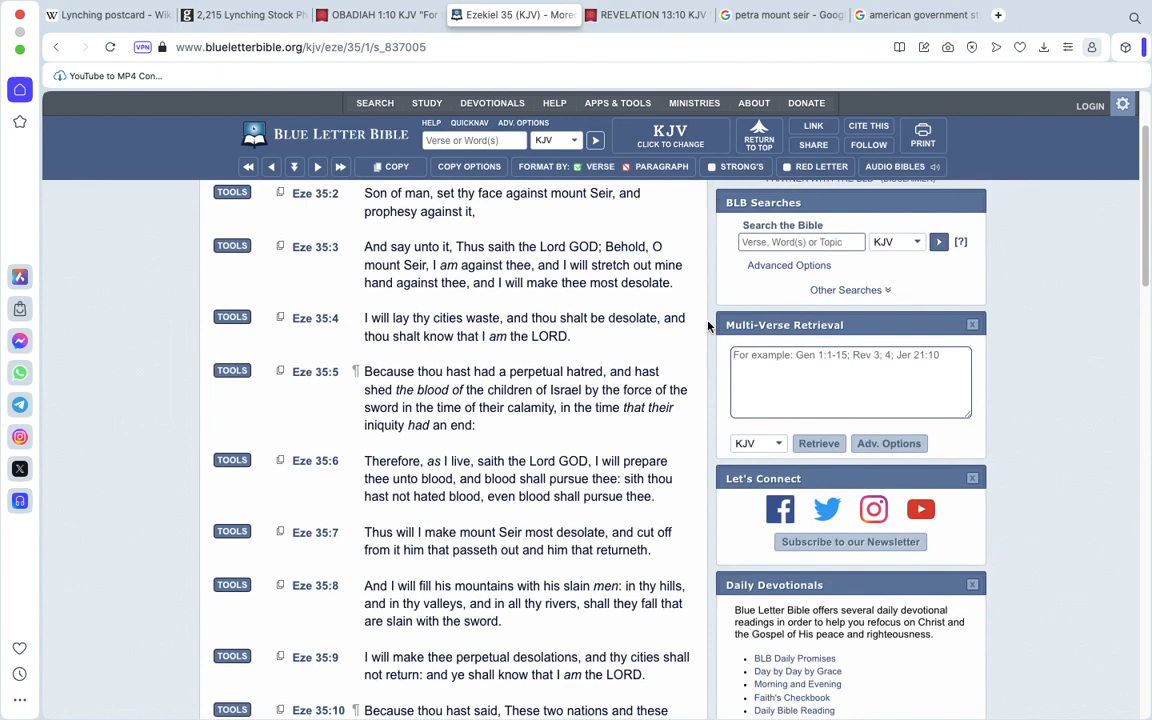 Lynching postcard - Wik
2,215 Lynching Stock Ph
OBADIAH 1:10 KJV "For
Ezekiel 35 (KJV) - More
REVELATION 13:10 KJV
petra mount seir - Goog
american government st
VPN www.blueletterbible.org/kjv/eze/35/1/s_837005
YouTube to MP4 Con...
SEARCH STUDY DEVOTIONALS HELP APPS & TOOLS MINISTRIES ABOUT DONATE LOGIN
BLUE LETTER BIBLE
HELP QUICKNAV ADV. OPTIONS
Verse or Word(s) KJV
KJV
CLICK TO CHANGE
RETURN
TO TOP
LINK CITE THIS
SHARE FOLLOW
PRINT
COPY COPY OPTIONS FORMAT BY: VERSE PARAGRAPH STRONG'S RED LETTER AUDIO BIBLES
TOOLS Eze 35:2 Son of man, set thy face against mount Seir, and
prophesy against it,
TOOLS Eze 35:3 And say unto it, Thus saith the Lord GOD; Behold, O
mount Seir, I am against thee, and I will stretch out mine
hand against thee, and I will make thee most desolate.
TOOLS Eze 35:4 I will lay thy cities waste, and thou shalt be desolate, and
thou shalt know that I am the LORD.
TOOLS Eze 35:5 ¶ Because thou hast had a perpetual hatred, and hast
shed the blood of the children of Israel by the force of the
sword in the time of their calamity, in the time that their
iniquity had an end:
TOOLS Eze 35:6 Therefore, as I live, saith the Lord GOD, I will prepare
thee unto blood, and blood shall pursue thee: sith thou
hast not hated blood, even blood shall pursue thee.
TOOLS Eze 35:7 Thus will I make mount Seir most desolate, and cut off
from it him that passeth out and him that returneth.
TOOLS Eze 35:8 And I will fill his mountains with his slain men: in thy hills,
and in thy valleys, and in all thy rivers, shall they fall that
are slain with the sword.
TOOLS Eze 35:9 I will make thee perpetual desolations, and thy cities shall
not return: and ye shall know that I am the LORD.
TOOLS Eze 35:10 ¶ Because thou hast said, These two nations and these
BLB Searches
Search the Bible
Verse, Word(s) or Topic KJV [?]
Advanced Options
Other Searches
Multi-Verse Retrieval
For example: Gen 1:1-15; Rev 3; 4; Jer 21:10
KJV Retrieve Adv. Options
Let's Connect
Subscribe to our Newsletter
Daily Devotionals
Blue Letter Bible offers several daily devotional
readings in order to help you refocus on Christ and
the Gospel of His peace and righteousness.
• BLB Daily Promises
• Day by Day by Grace
• Morning and Evening
• Faith's Checkbook
• Daily Bible Reading